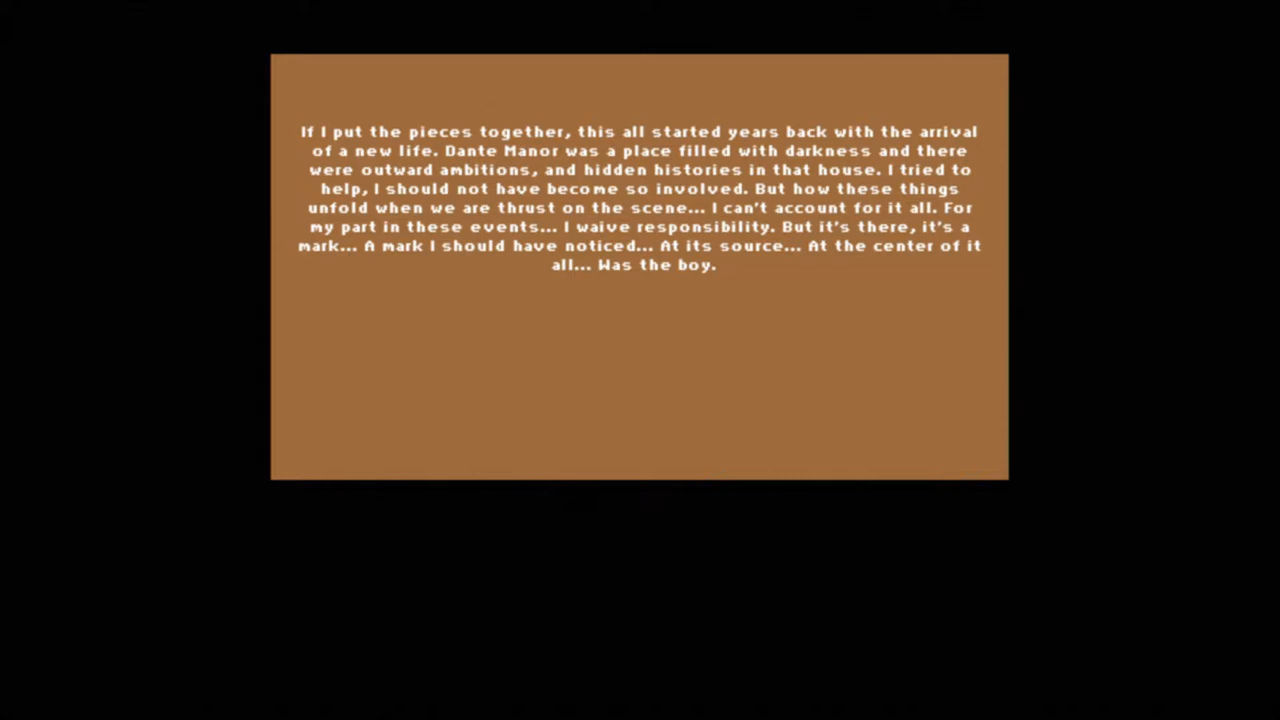 If I put the pieces together, this all started years back with the arrival
of a new life. Dante Manor was a place filled with darkness and there
were outward ambitions, and hidden histories in that house. I tried to
help, I should not have become so involved. But how these things
unfold when we are thrust on the scene... I can't account for it all. For
my part in these events... I waive responsibility. But it's there, it's a
mark... A mark I should have noticed... At its source... At the center of it
all... Was the boy.